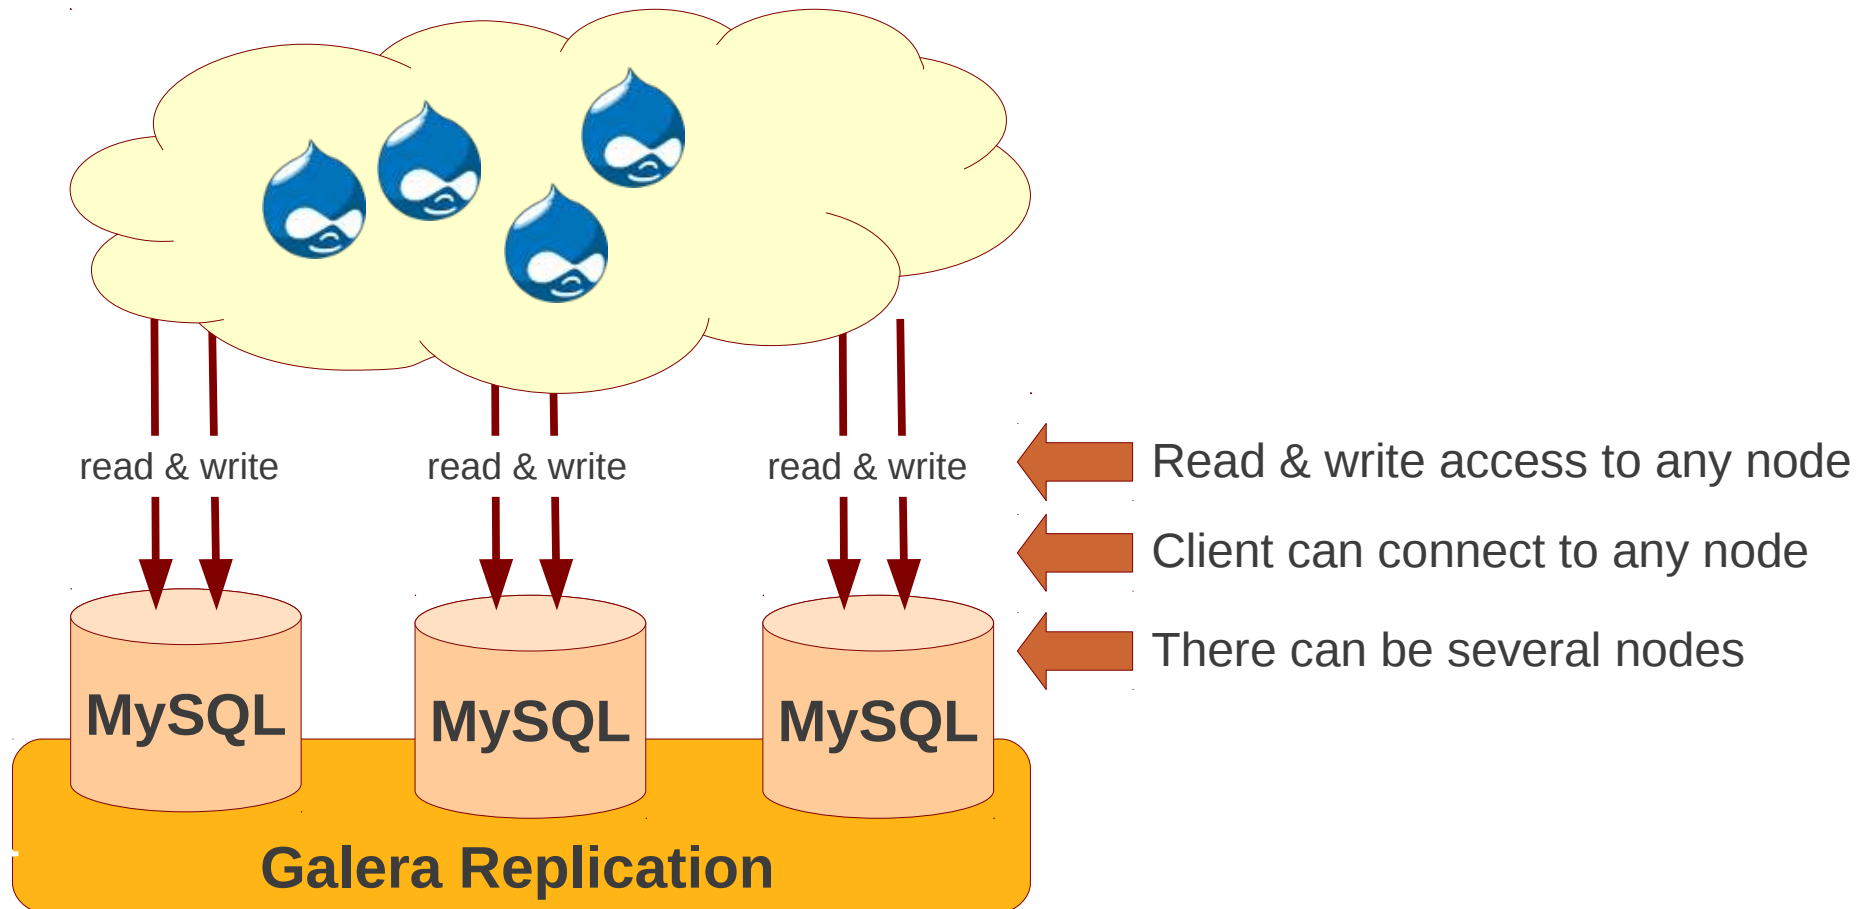 read & write read & write read & write
Read & write access to any node
Client can connect to any node
There can be several nodes
MySQL MySQL MySQL
Galera Replication